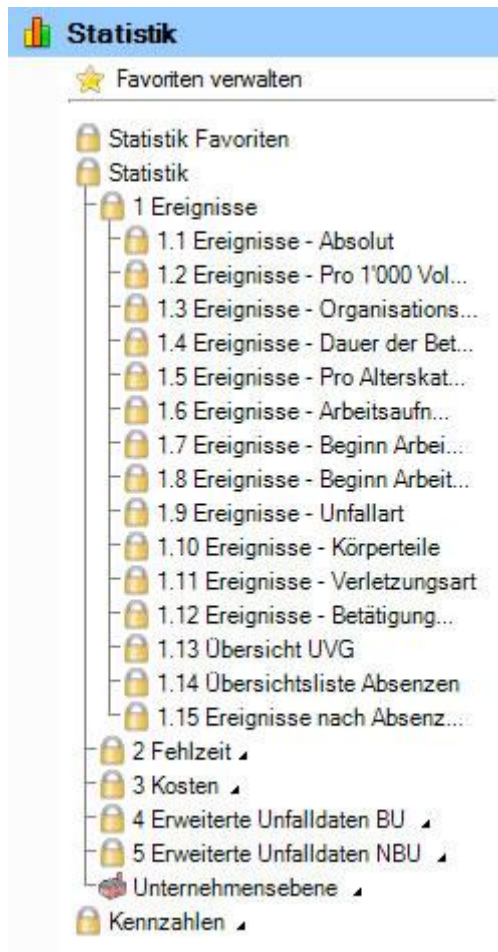 Statistik
Favoriten verwalten
Statistik Favoriten
Statistik
1 Ereignisse
1.1 Ereignisse - Absolut
1.2 Ereignisse - Pro 1'000 Vol...
1.3 Ereignisse - Organisations...
1.4 Ereignisse - Dauer der Bet...
1.5 Ereignisse - Pro Alterskat...
1.6 Ereignisse - Arbeitsaufn...
1.7 Ereignisse - Beginn Arbei...
1.8 Ereignisse - Beginn Arbeit...
1.9 Ereignisse - Unfallart
1.10 Ereignisse - Körperteile
1.11 Ereignisse - Verletzungsart
1.12 Ereignisse - Betätigung...
1.13 Übersicht UVG
1.14 Übersichtsliste Absenzen
1.15 Ereignisse nach Absenz...
2 Fehlzeit
3 Kosten
4 Erweiterte Unfalldaten BU
5 Erweiterte Unfalldaten NBU
Unternehmensebene
Kennzahlen